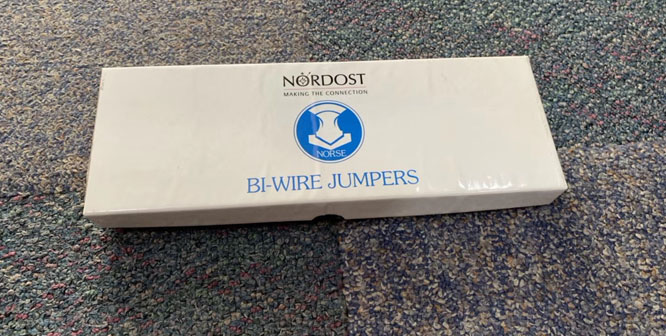 NORDOST
MAKING THE CONNECTION
NORSE
BI-WIRE JUMPERS